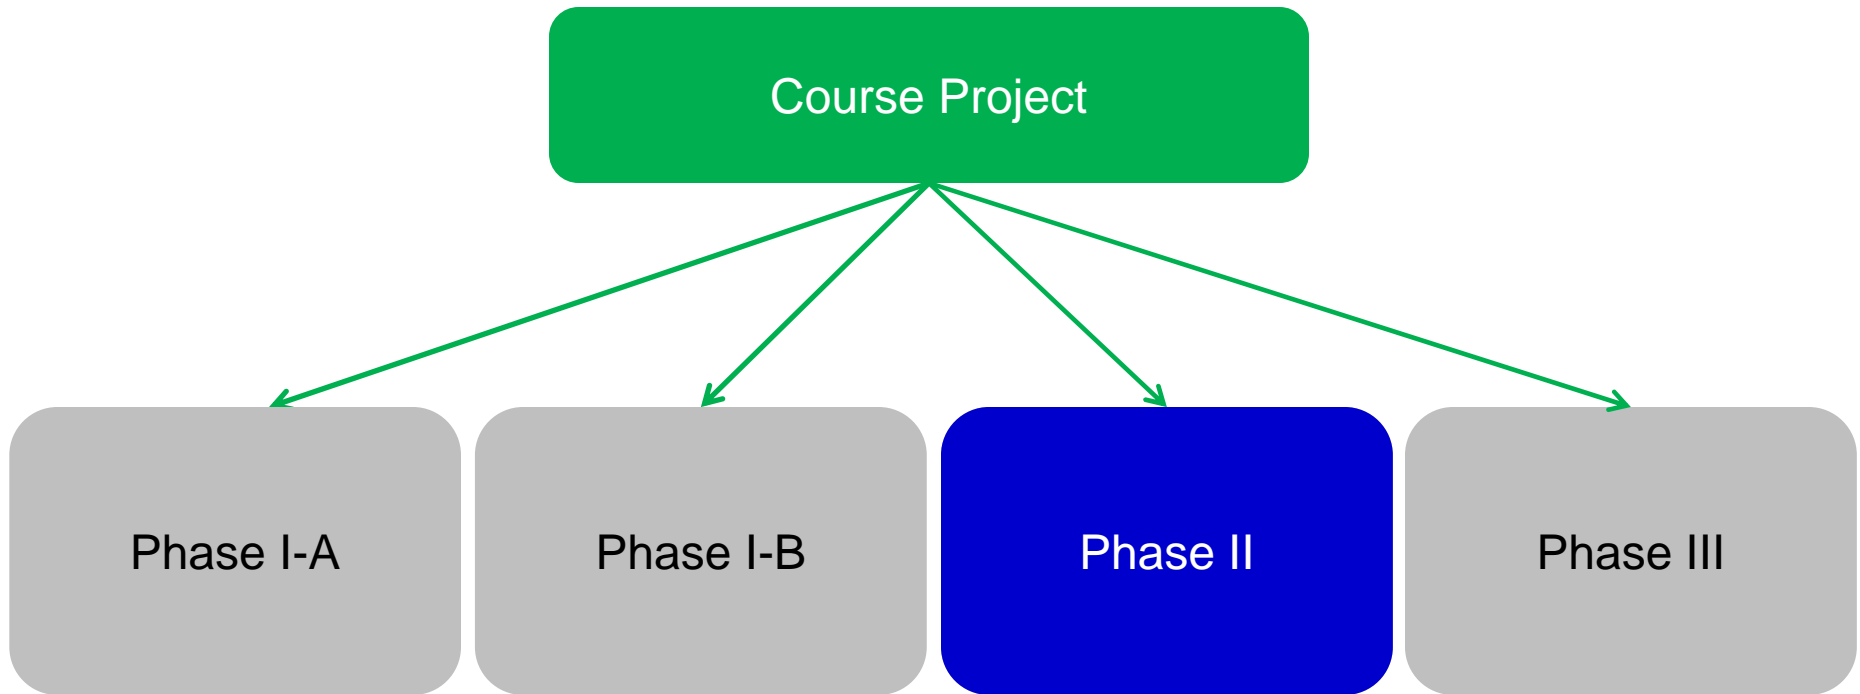 Course Project
Phase I-A
Phase I-B
Phase II
Phase III